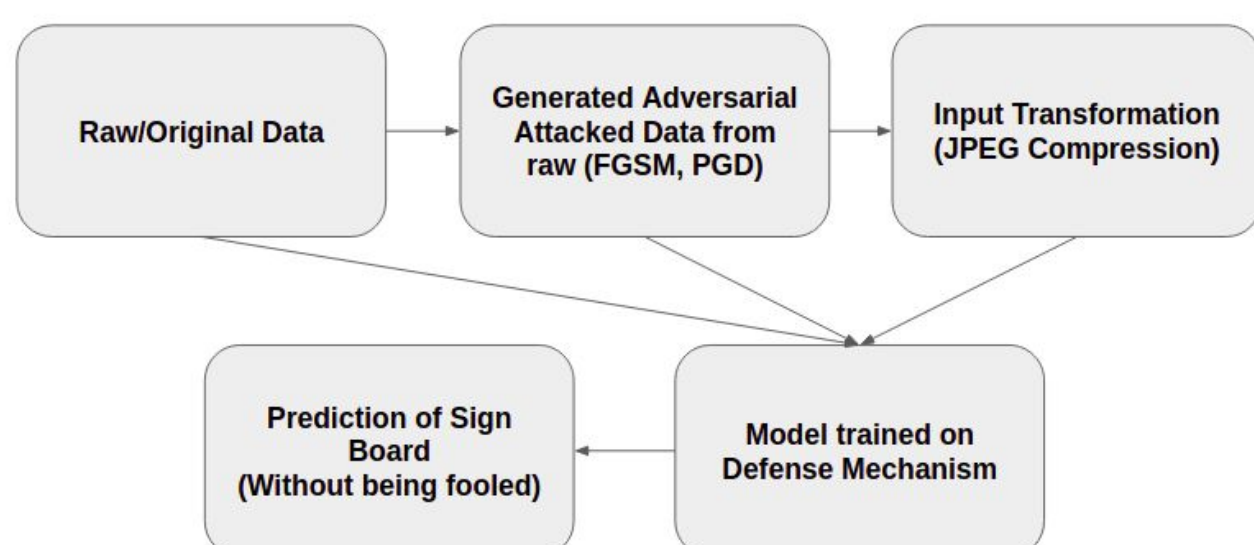 Raw/Original Data
Generated Adversarial
Attacked Data from
raw (FGSM, PGD)
Input Transformation
(JPEG Compression)
Prediction of Sign
Board
(Without being fooled)
Model trained on
Defense Mechanism